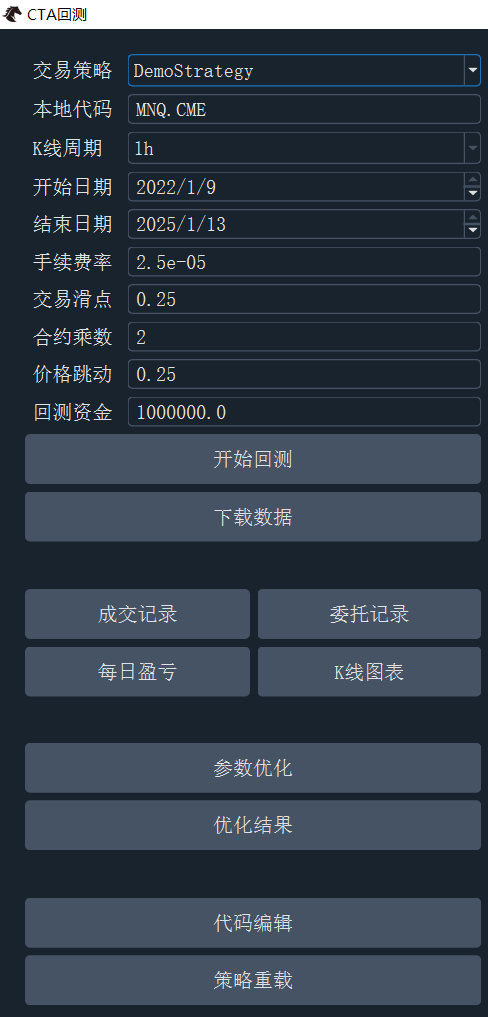 CTA回测
交易策略 DemoStrategy
本地代码 MNQ.CME
K线周期 1h
开始日期 2022/1/9
结束日期 2025/1/13
手续费率 2.5e-05
交易滑点 0.25
合约乘数 2
价格跳动 0.25
回测资金 1000000.0
开始回测
下载数据
成交记录 委托记录
每日盈亏 K线图表
参数优化
优化结果
代码编辑
策略重载